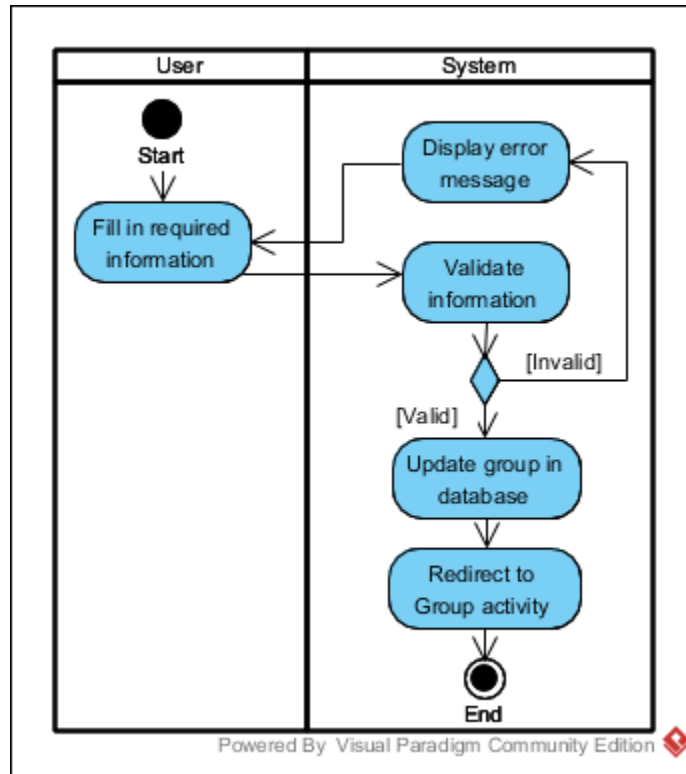 User
System
Start
Display error
message
Fill in required
information
Validate
information
[Invalid]
[Valid]
Update group in
database
Redirect to
Group activity
End
Powered By Visual Paradigm Community Edition